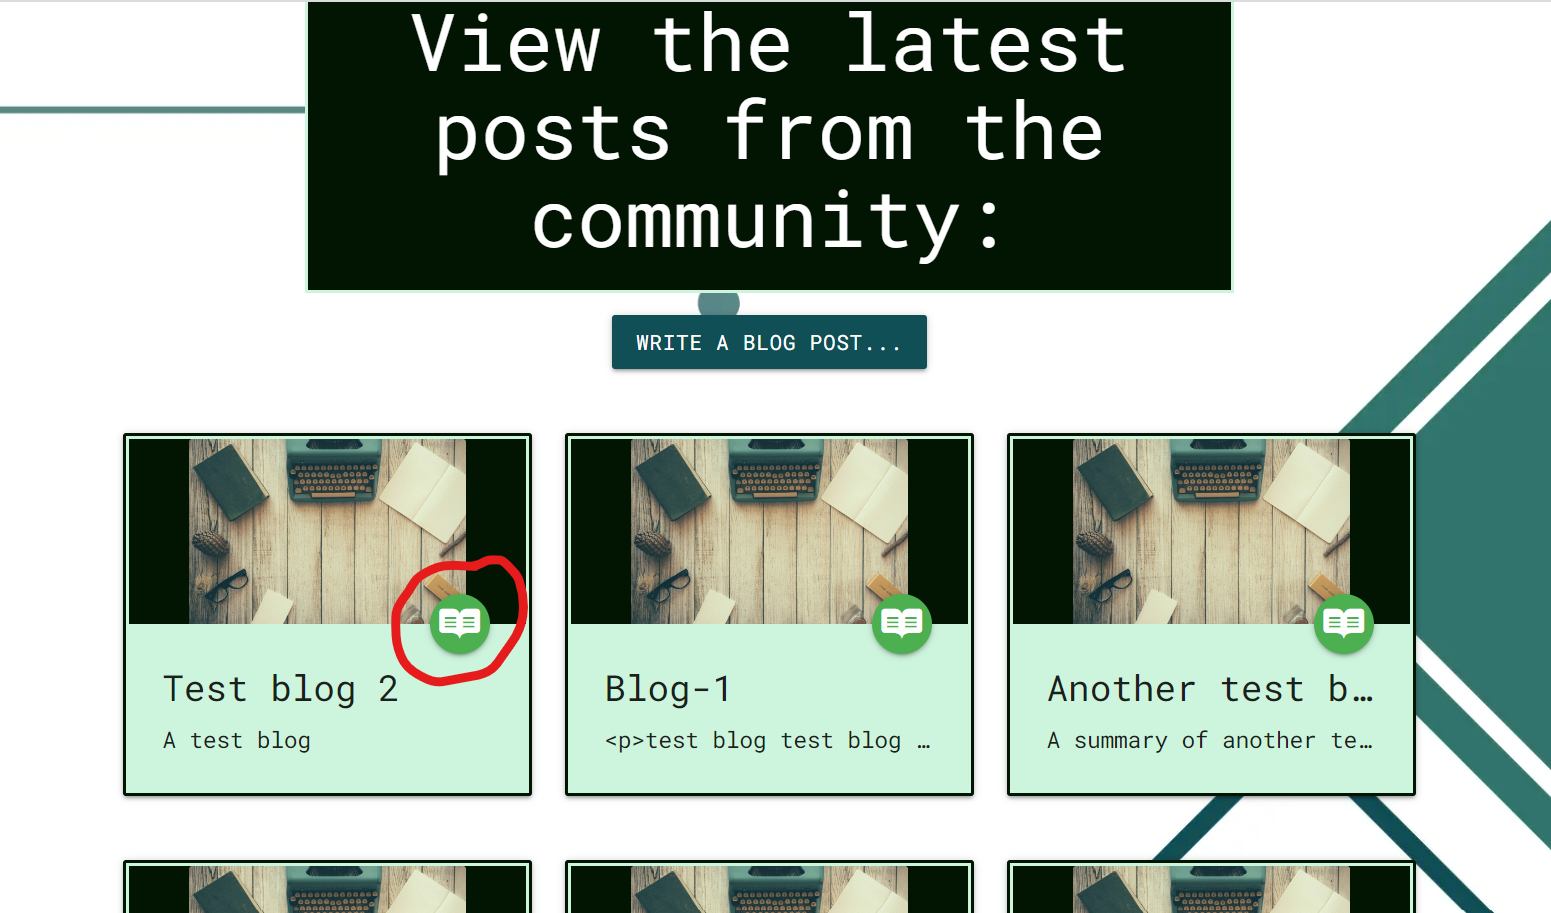 View the latest
posts from the
community:
WRITE A BLOG POST...
Test blog 2
A test blog
Blog-1
<p>test blog test blog …
Another test b…
A summary of another te…